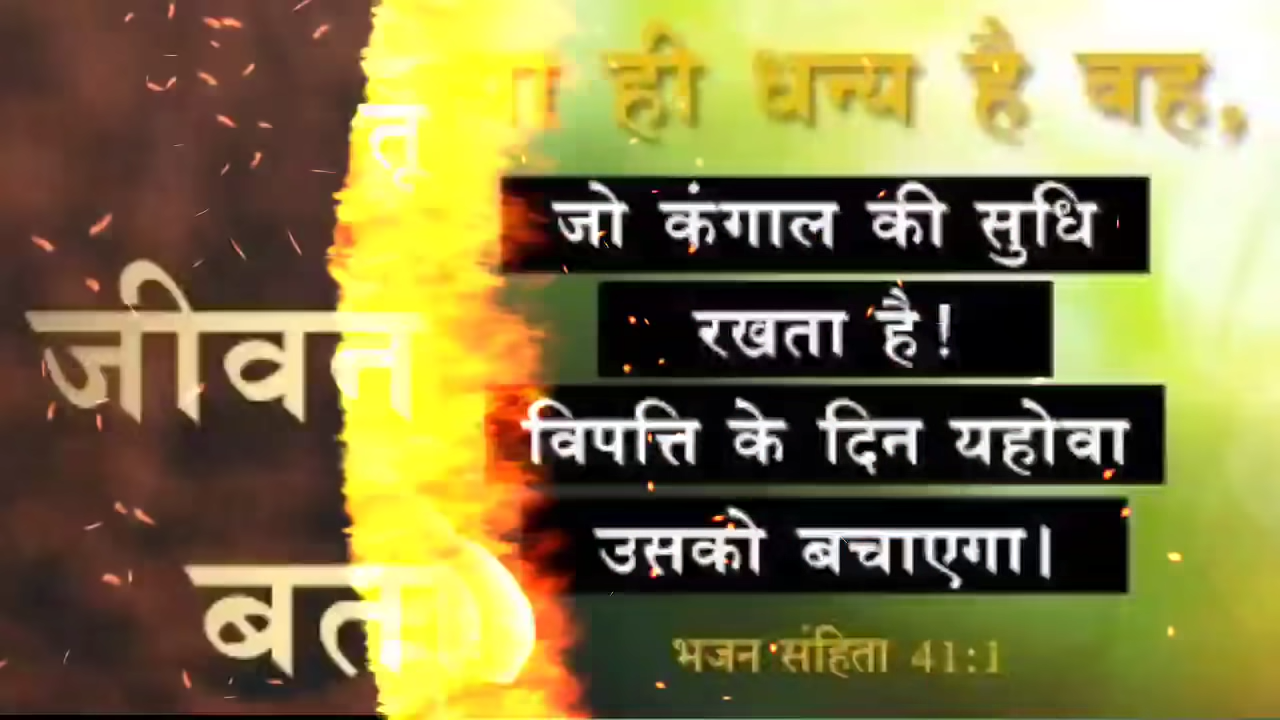 ही धन्य है वह,
जो कंगाल की सुधि
रखता है!
विपत्ति के दिन यहोवा
उसको बचाएगा।
भजन संहिता 41:1
तू
जीवन